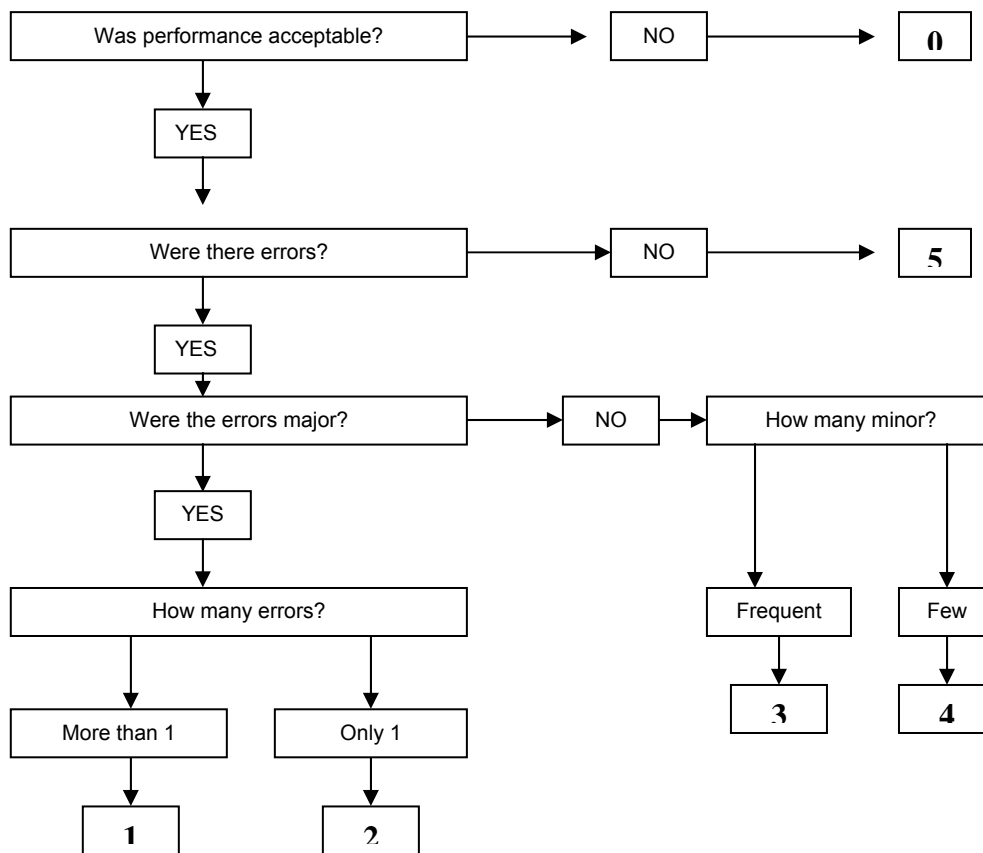 Was performance acceptable?
NO
0
YES
Were there errors?
NO
5
YES
Were the errors major?
NO
How many minor?
YES
How many errors?
Frequent
Few
More than 1
Only 1
3
4
1
2